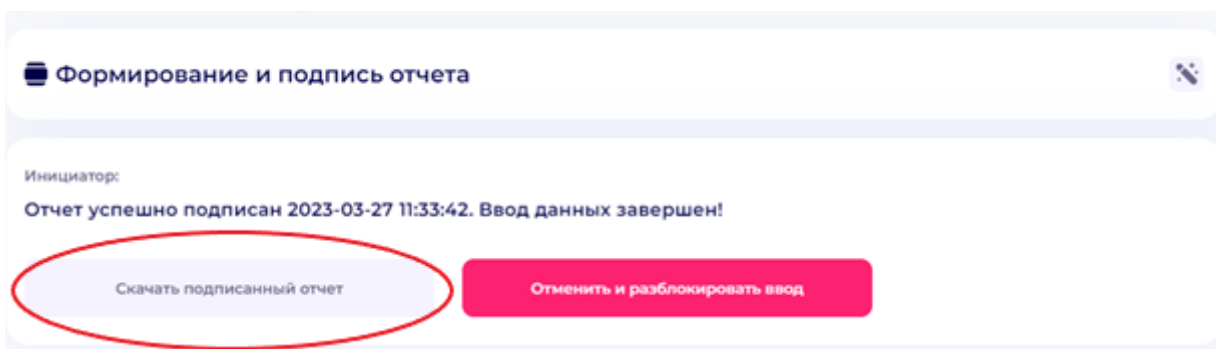 Формирование и подпись отчета
Инициатор:
Отчет успешно подписан 2023-03-27 11:33:42. Ввод данных завершен!
Скачать подписанный отчет
Отменить и разблокировать ввод